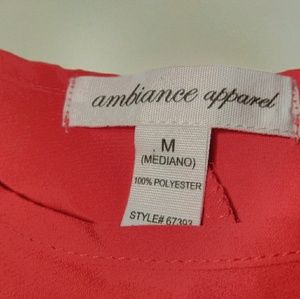 ambiance apparel
M
(MEDIANO)
100% POLYESTER
STYLE# 67393